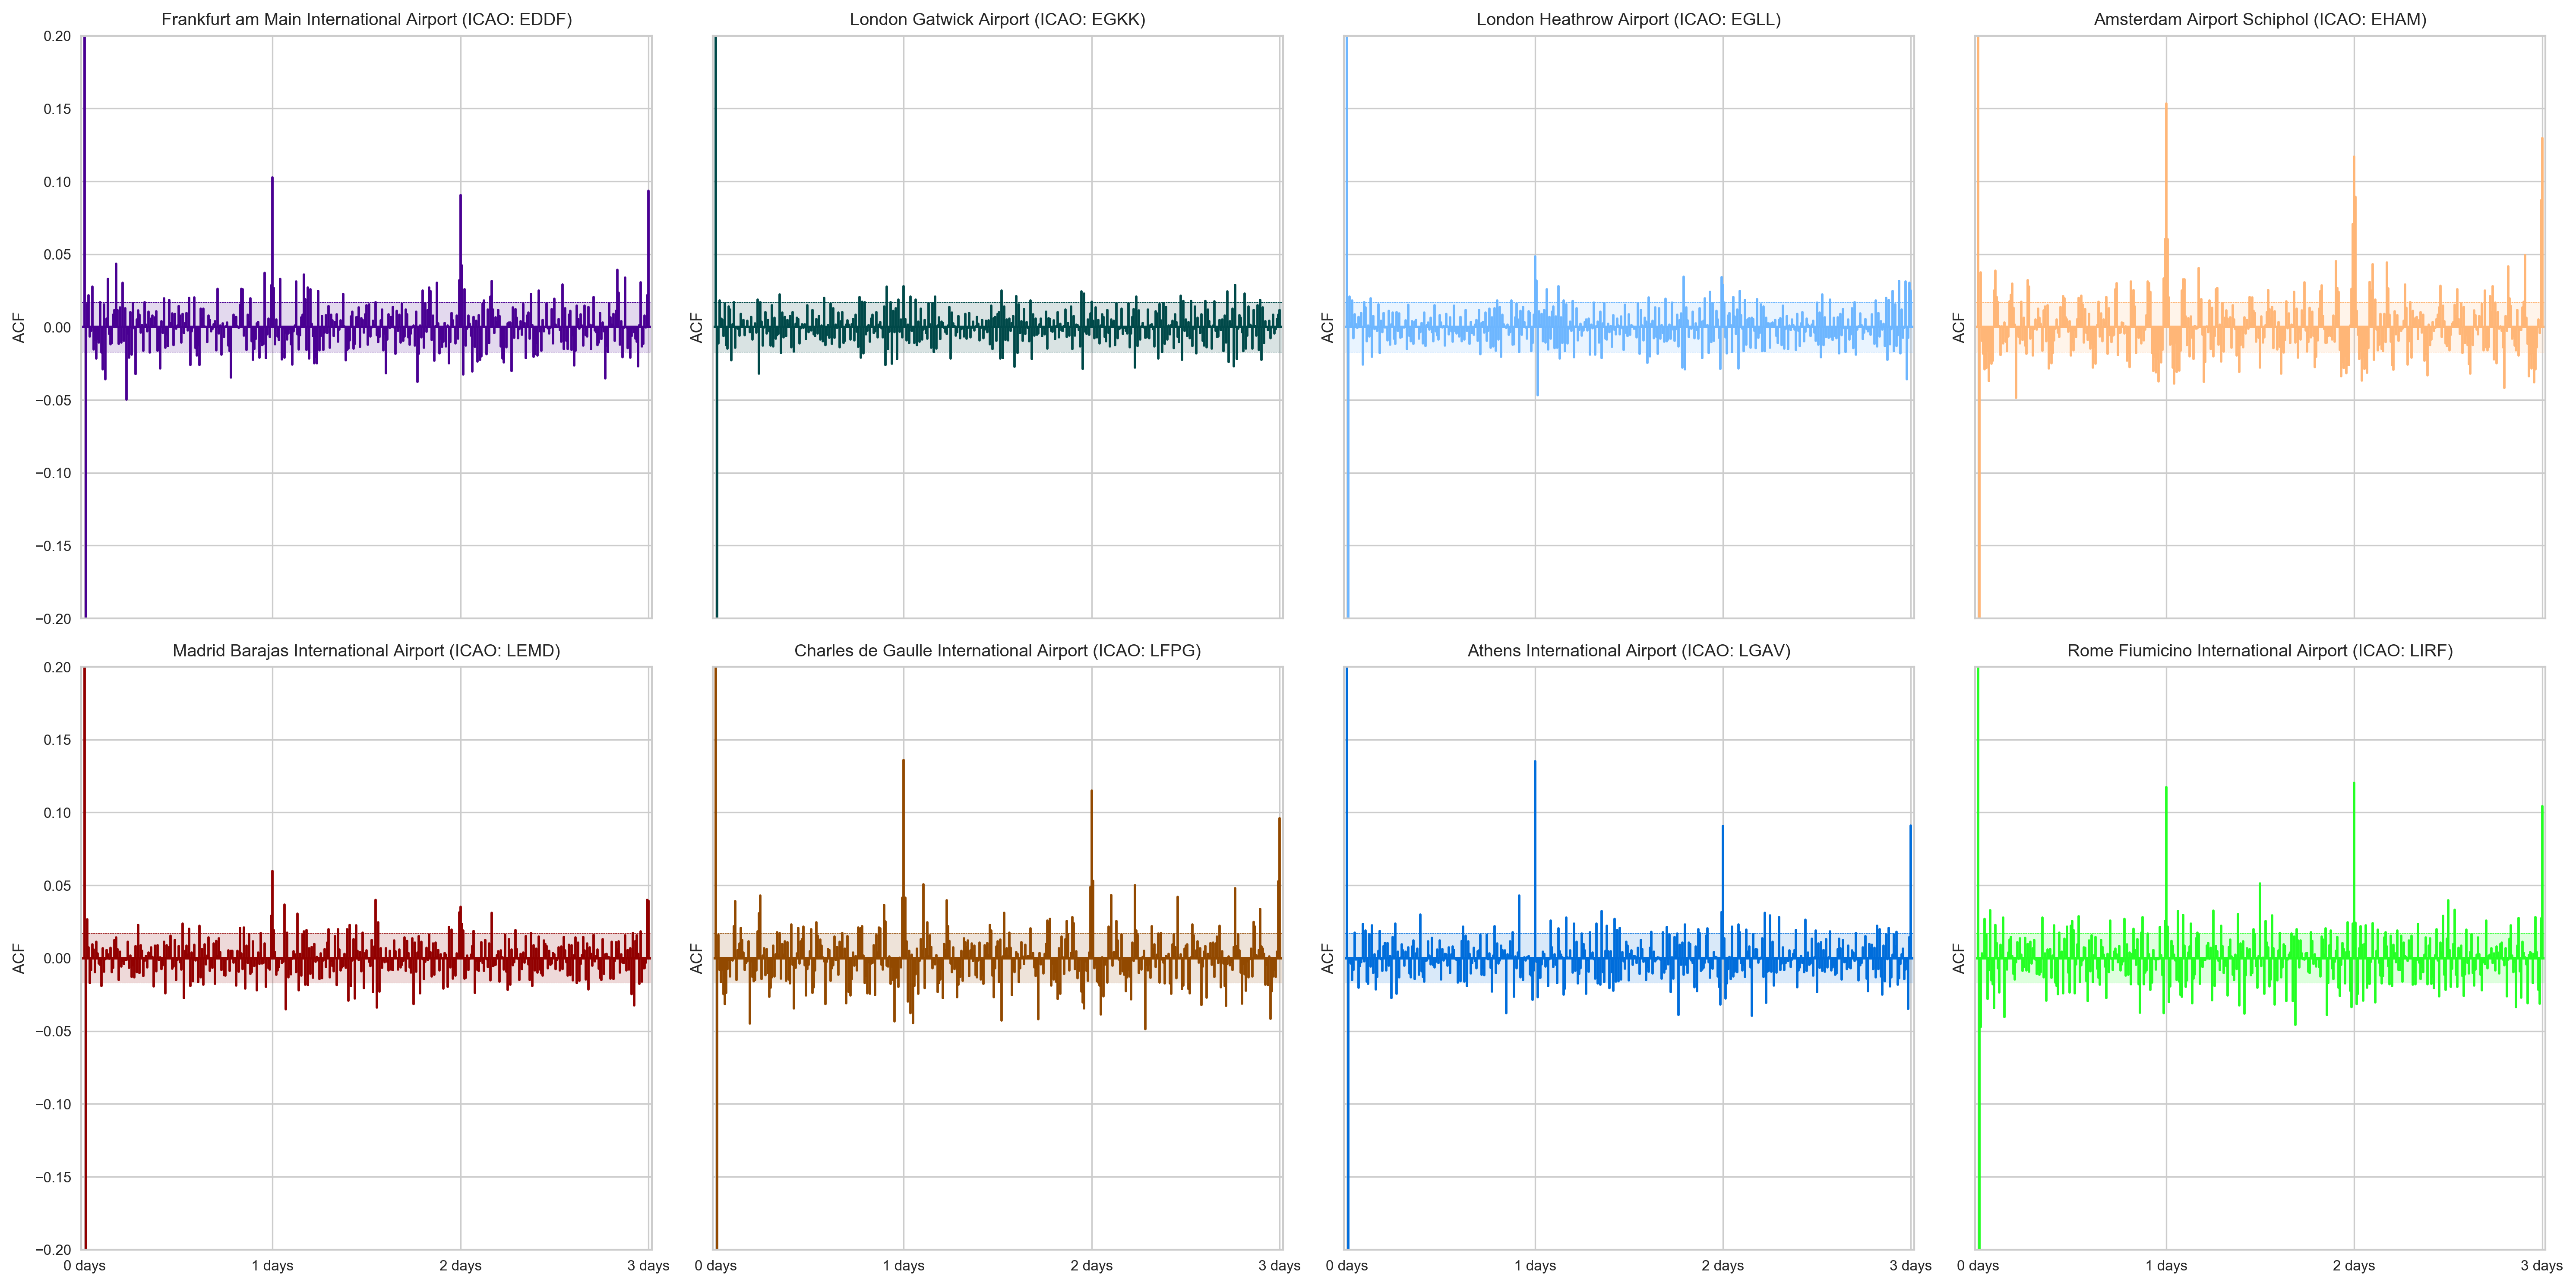 Frankfurt am Main International Airport (ICAO: EDDF)
London Gatwick Airport (ICAO: EGKK)
London Heathrow Airport (ICAO: EGLL)
Amsterdam Airport Schiphol (ICAO: EHAM)
0.20
0.15
0.10
0.05
0.00
−0.05
−0.10
−0.15
−0.20
ACF
ACF
ACF
ACF
Madrid Barajas International Airport (ICAO: LEMD)
Charles de Gaulle International Airport (ICAO: LFPG)
Athens International Airport (ICAO: LGAV)
Rome Fiumicino International Airport (ICAO: LIRF)
0.20
0.15
0.10
0.05
0.00
−0.05
−0.10
−0.15
−0.20
ACF
ACF
ACF
ACF
0 days 1 days 2 days 3 days
0 days 1 days 2 days 3 days
0 days 1 days 2 days 3 days
0 days 1 days 2 days 3 days